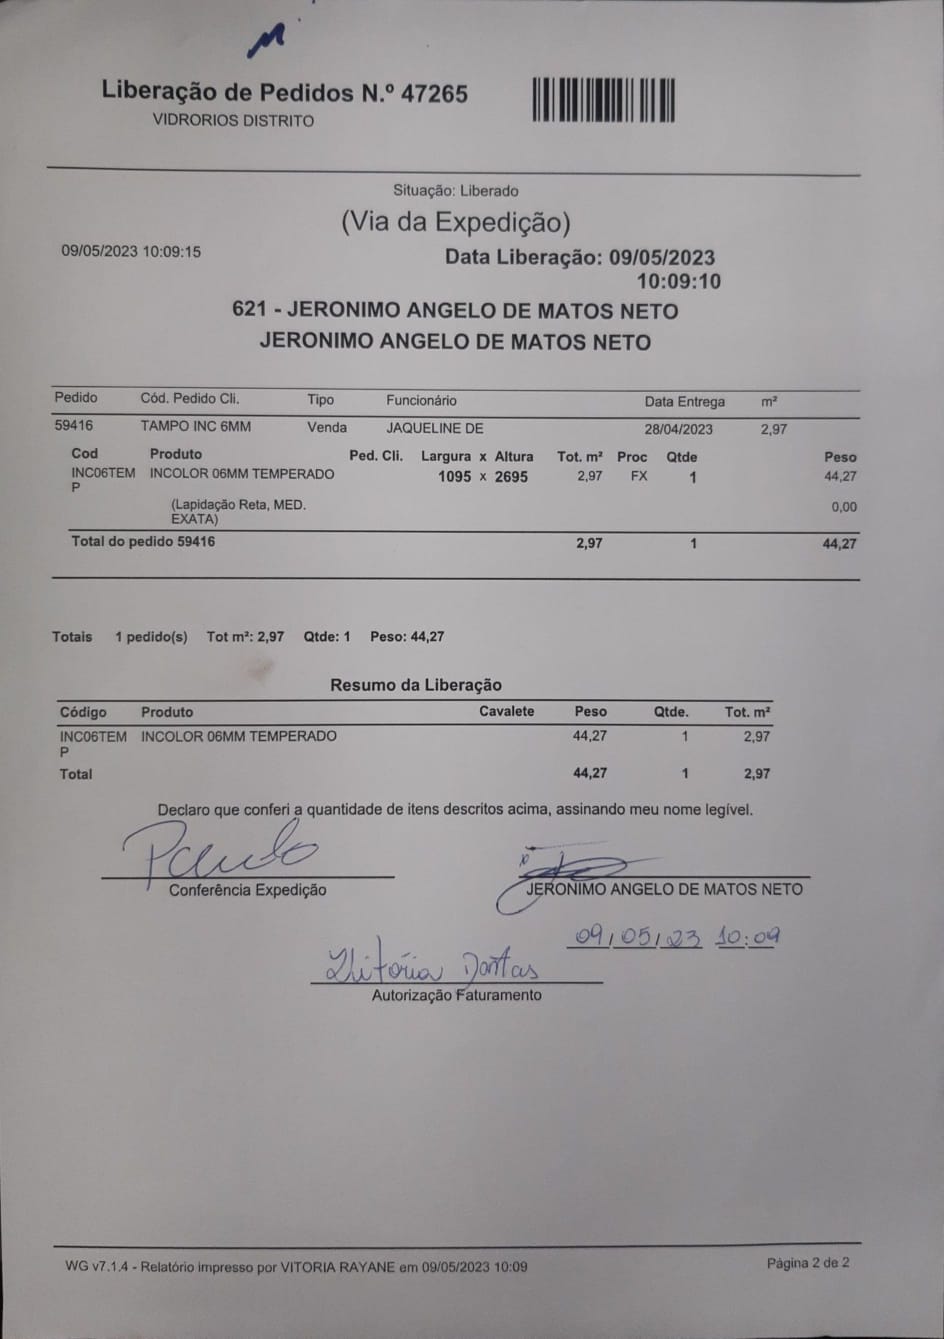 Liberação de Pedidos N.º 47265
VIDRORIOS DISTRITO
Situação: Liberado
(Via da Expedição)
09/05/2023 10:09:15
Data Liberação: 09/05/2023
10:09:10
621 - JERONIMO ANGELO DE MATOS NETO
JERONIMO ANGELO DE MATOS NETO
Pedido Cód. Pedido Cli. Tipo Funcionário Data Entrega m²
59416 TAMPO INC 6MM Venda JAQUELINE DE 28/04/2023 2,97
Cod Produto Ped. Cli. Largura x Altura Tot. m² Proc Qtde Peso
INC06TEM INCOLOR 06MM TEMPERADO 1095 x 2695 2,97 FX 1 44,27
P
(Lapidação Reta, MED. 0,00
EXATA)
Total do pedido 59416 2,97 1 44,27
Totais 1 pedido(s) Tot m²: 2,97 Qtde: 1 Peso: 44,27
Resumo da Liberação
Código Produto Cavalete Peso Qtde. Tot. m²
INC06TEM INCOLOR 06MM TEMPERADO 44,27 1 2,97
P
Total 44,27 1 2,97
Declaro que conferi a quantidade de itens descritos acima, assinando meu nome legível.
Conferência Expedição JERONIMO ANGELO DE MATOS NETO
09/05/23 10:09
Dantas
Autorização Faturamento
WG v7.1.4 - Relatório impresso por VITORIA RAYANE em 09/05/2023 10:09 Página 2 de 2